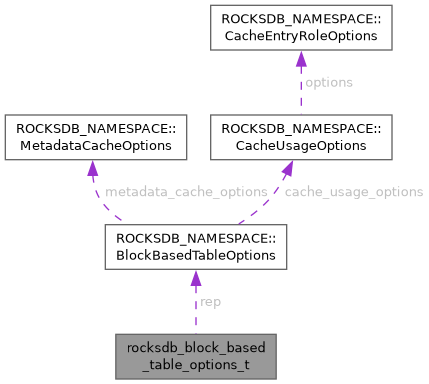 ROCKSDB_NAMESPACE::
CacheEntryRoleOptions
options
ROCKSDB_NAMESPACE::
MetadataCacheOptions
ROCKSDB_NAMESPACE::
CacheUsageOptions
metadata_cache_options
cache_usage_options
ROCKSDB_NAMESPACE::
BlockBasedTableOptions
rep
rocksdb_block_based
_table_options_t